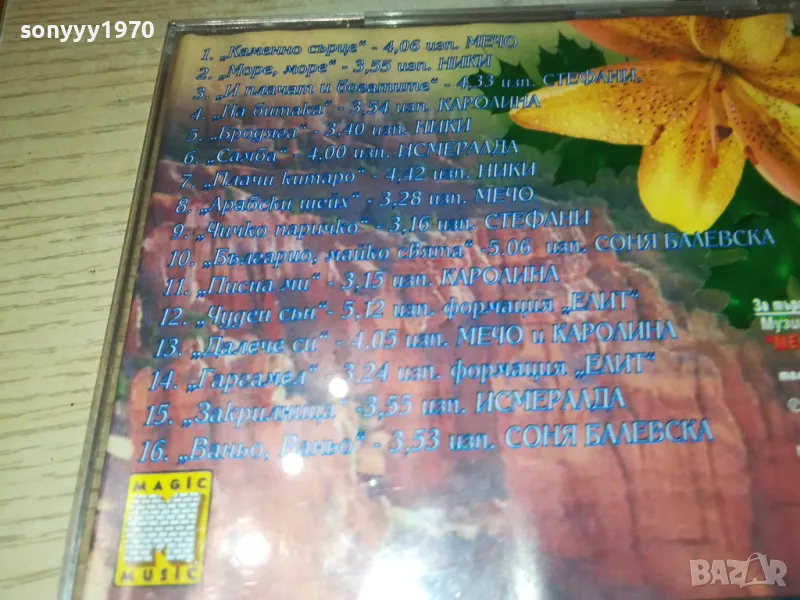 sonyyy1970
1. „Каменно сърце“ - 4,06 изп. МЕЧО
2. „Море, море“ - 3,55 изп. НИКИ
3. „И плачат и богатите“ - 4,33 изп. СТЕФАНИ.
4. „На битака“ - 3,54 изп. КАРОЛИНА
5. „Бродяга“ - 3,40 изп. НИКИ
6. „Самба“ - 4.00 изп. ИСМЕРАЛДА
7. „Плачи китаро“ - 4,42 изп. НИКИ
8. „Арабски шейх“ - 3,28 изп. МЕЧО
9. „Чичко паричко“ - 3,16 изп. СТЕФАНИ
10. „Българио, майко свята“ -5.06 изп. СОНЯ БАЛЕВСКА
11. „Писна ми“ - 3,15 изп. КАРОЛИНА
12. „Чуден сън“- 5,12 изп. формация „ЕЛИТ“
13. „Далече си“ - 4.05 изп. МЕЧО и КАРОЛИНА
14. „Гаргамел“ - 3.24 изп. формация „ЕЛИТ“
15. „Закрилница“ -3,55 изп. ИСМЕРАЛДА
16. „Ваньо, Ваньо“ - 3,53 изп. СОНЯ БАЛЕВСКА
За
Музи
MAGIC
MUSIC
BAZAR